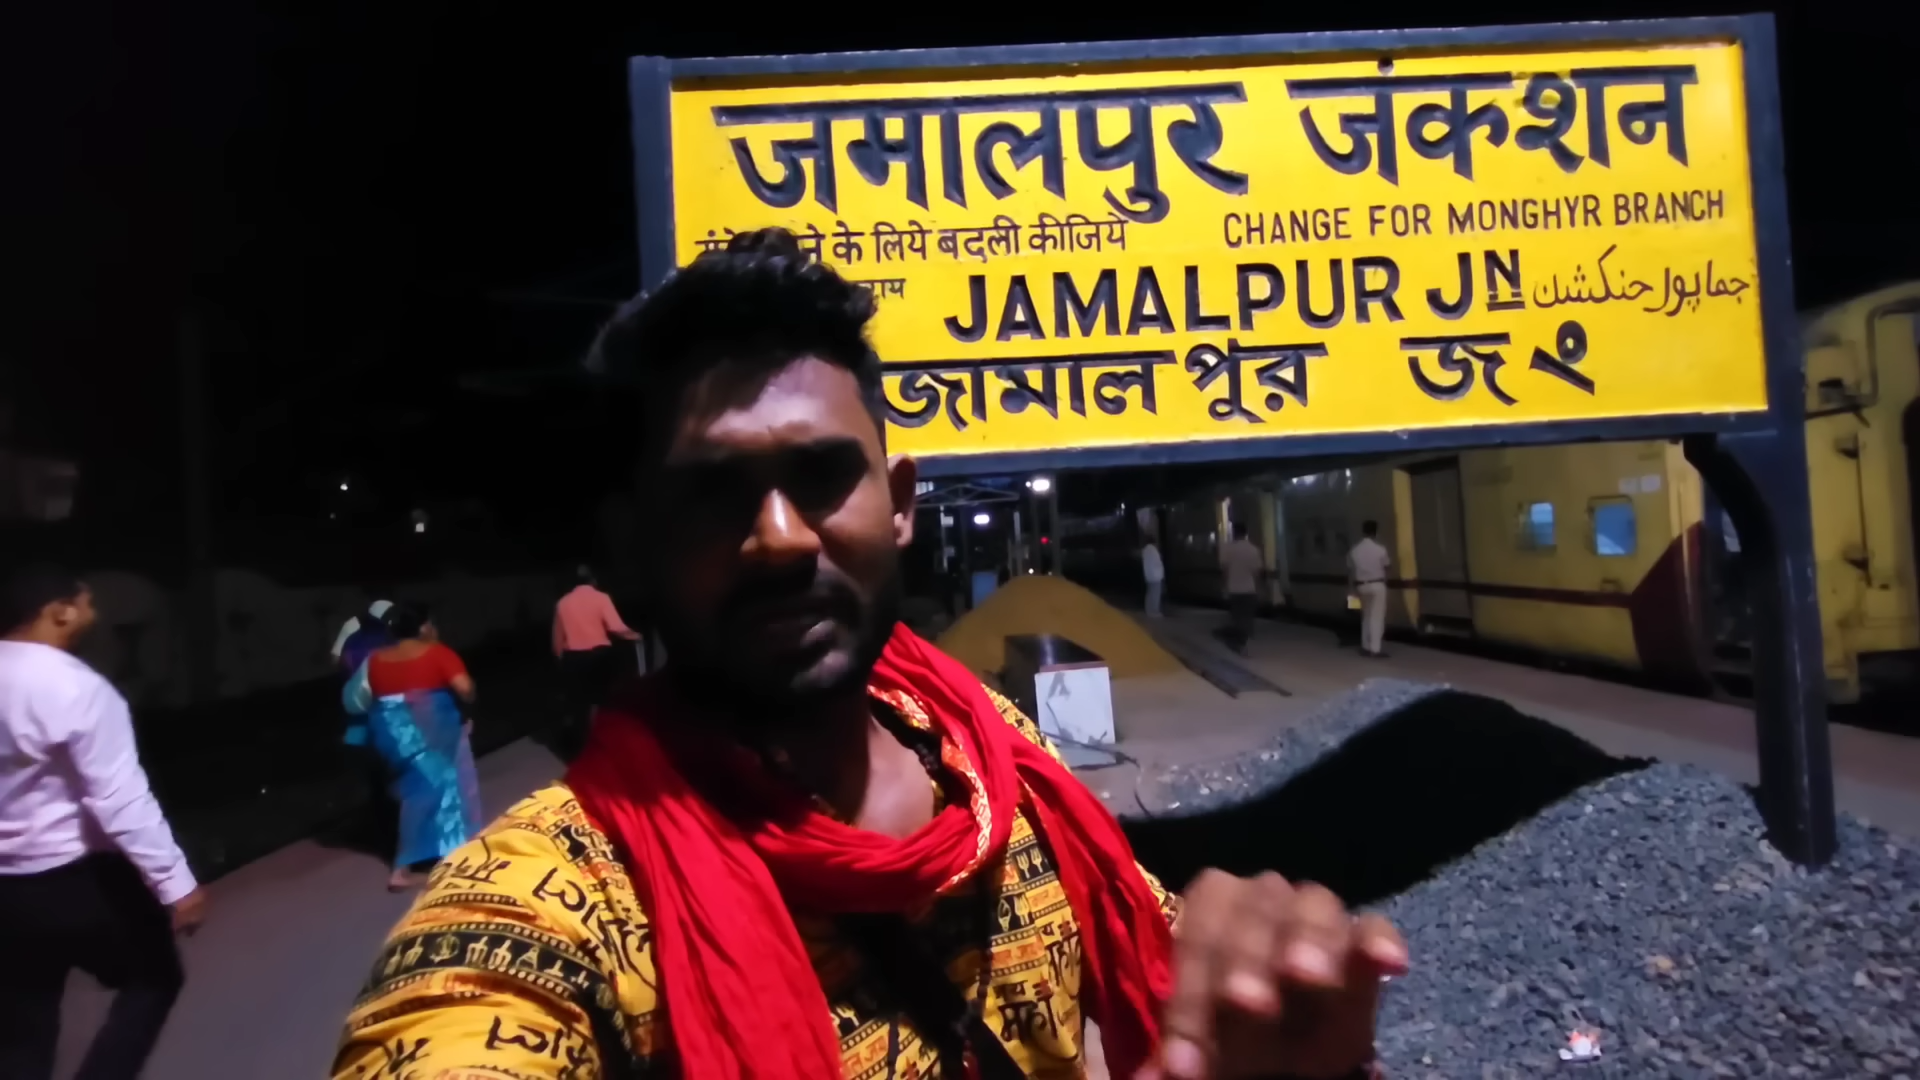 जमालपुर जंकशन
के लिये बदली कीजिये
CHANGE FOR MONGHYR BRANCH
JAMALPUR JN
جمالپور جنکشن
জামালপুর জং